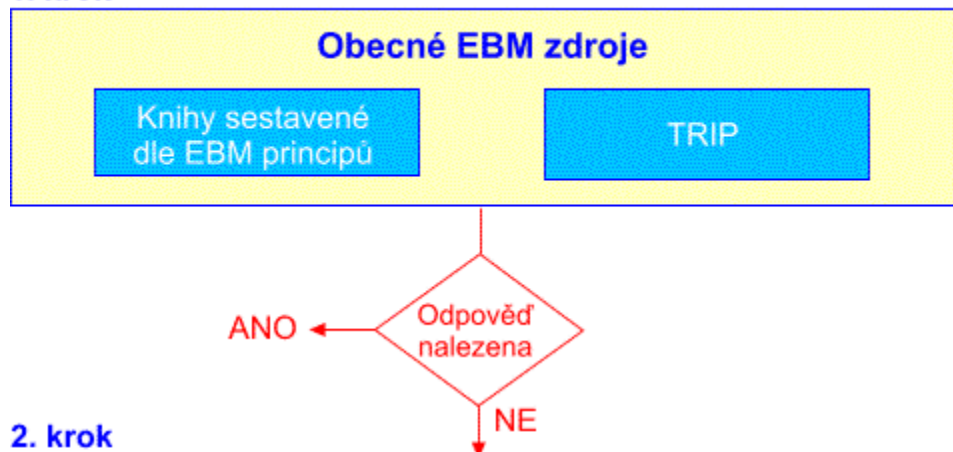 Obecné EBM zdroje
Knihy sestavené
dle EBM principů
TRIP
Odpověď
nalezena
ANO
NE
2. krok